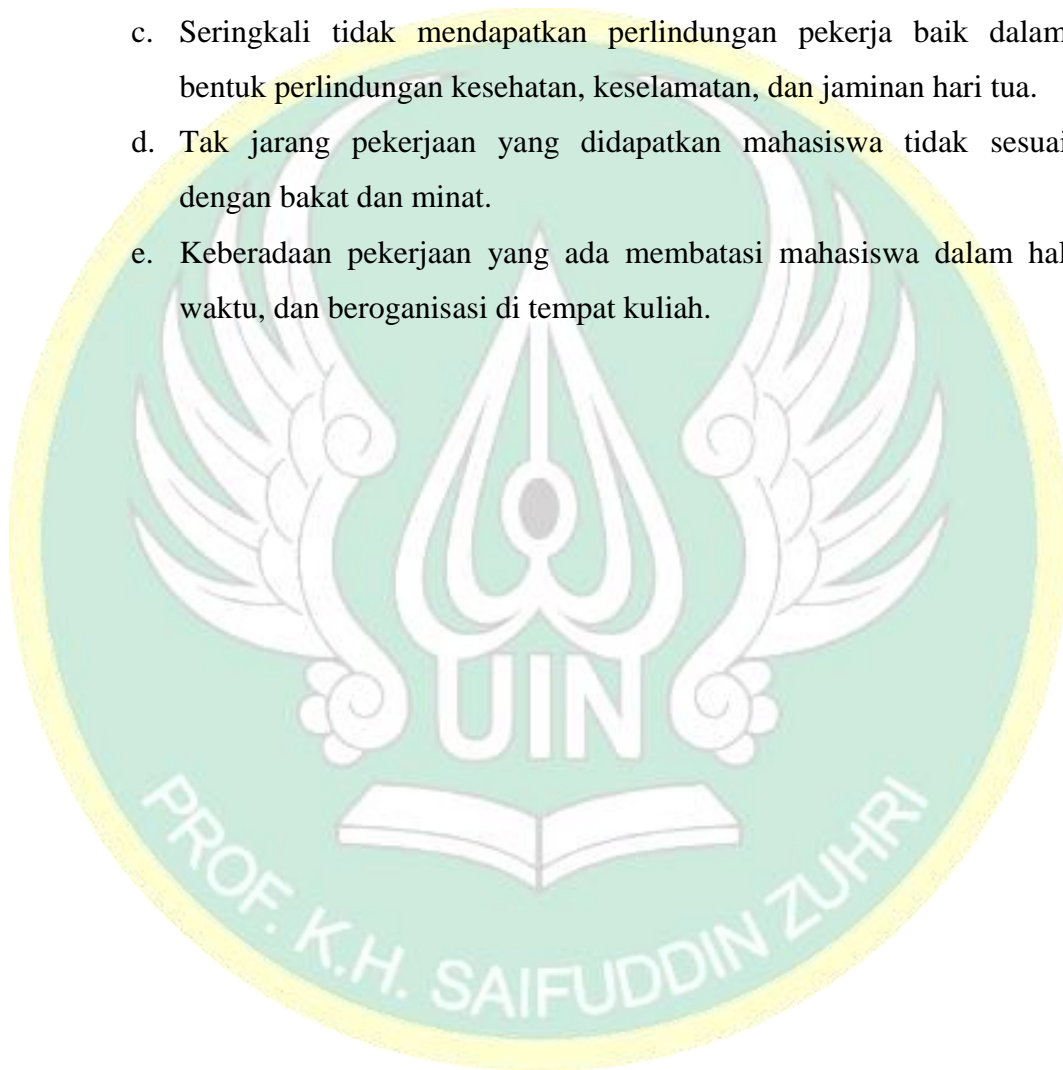 c. Seringkali tidak mendapatkan perlindungan pekerja baik dalam
bentuk perlindungan kesehatan, keselamatan, dan jaminan hari tua.
d. Tak jarang pekerjaan yang didapatkan mahasiswa tidak sesuai
dengan bakat dan minat.
e. Keberadaan pekerjaan yang ada membatasi mahasiswa dalam hal
waktu, dan beroganisasi di tempat kuliah.
UIN
PROF. K.H. SAIFUDDIN ZUHRI